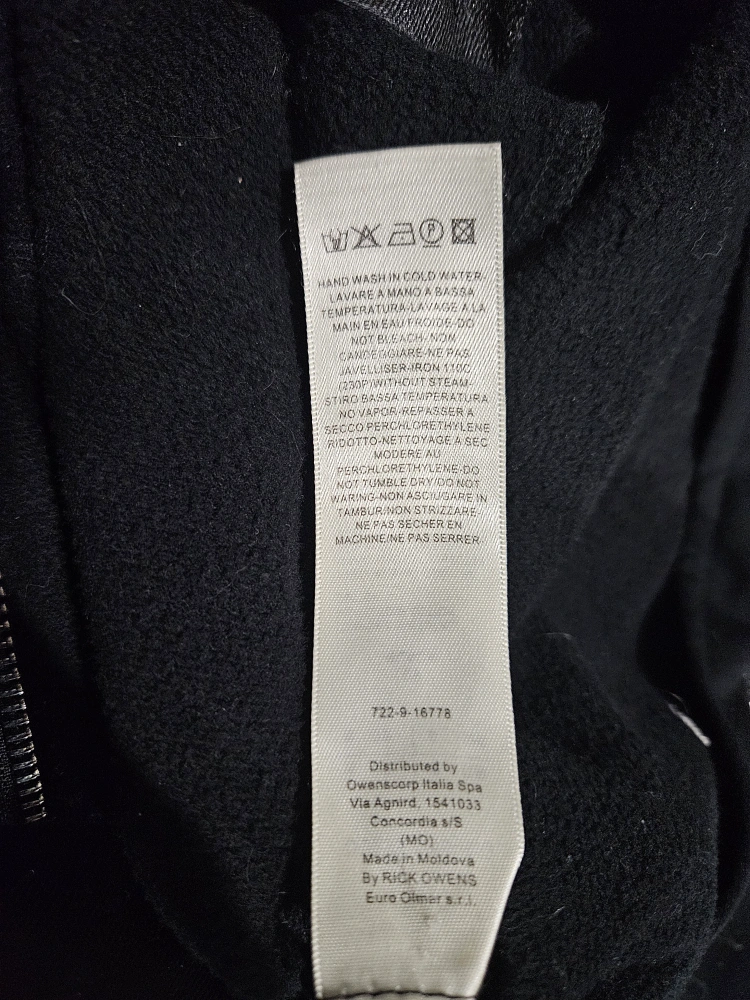 P
HAND WASH IN COLD WATER-
LAVARE A MANO A BASSA
TEMPERATURA-LAVAGE A LA
MAIN EN EAU FROIDE-DO
NOT BLEACH- NON
CANDEGGIARE-NE PAS
JAVELLISER-IRON 110C
(230P)WITHOUT STEAM-
STIRO BASSA TEMPERATURA
NO VAPOR-REPASSER A
SECCO PERCHLORETHYLENE
RIDOTTO-NETTOYAGE A SEC
MODERE AU
PERCHLORETHYLENE-DO
NOT TUMBLE DRY/DO NOT
WARING-NON ASCIUGARE IN
TAMBUR/NON STRIZZARE-
NE PAS SECHER EN
MACHINE/NE PAS SERRER
722-9-16778
Distributed by
Owenscorp Italia Spa
Via Agnird, 1541033
Concordia s/S
(MO)
Made in Moldova
By RICK OWENS
Euro Olmar s.r.l.